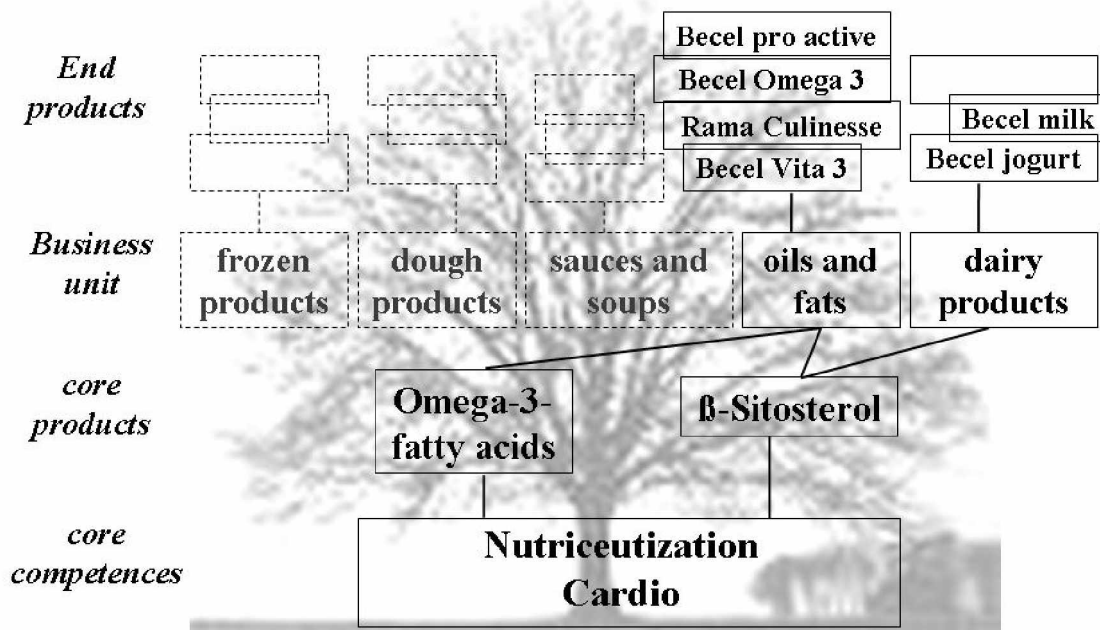 End
products
Becel pro active
Becel Omega 3
Rama Culinesse
Becel Vita 3
Becel milk
Becel jogurt
Business
unit
frozen
products
dough
products
sauces and
soups
oils and
fats
dairy
products
core
products
Omega-3-
fatty acids
ß-Sitosterol
core
competences
Nutriceutization
Cardio